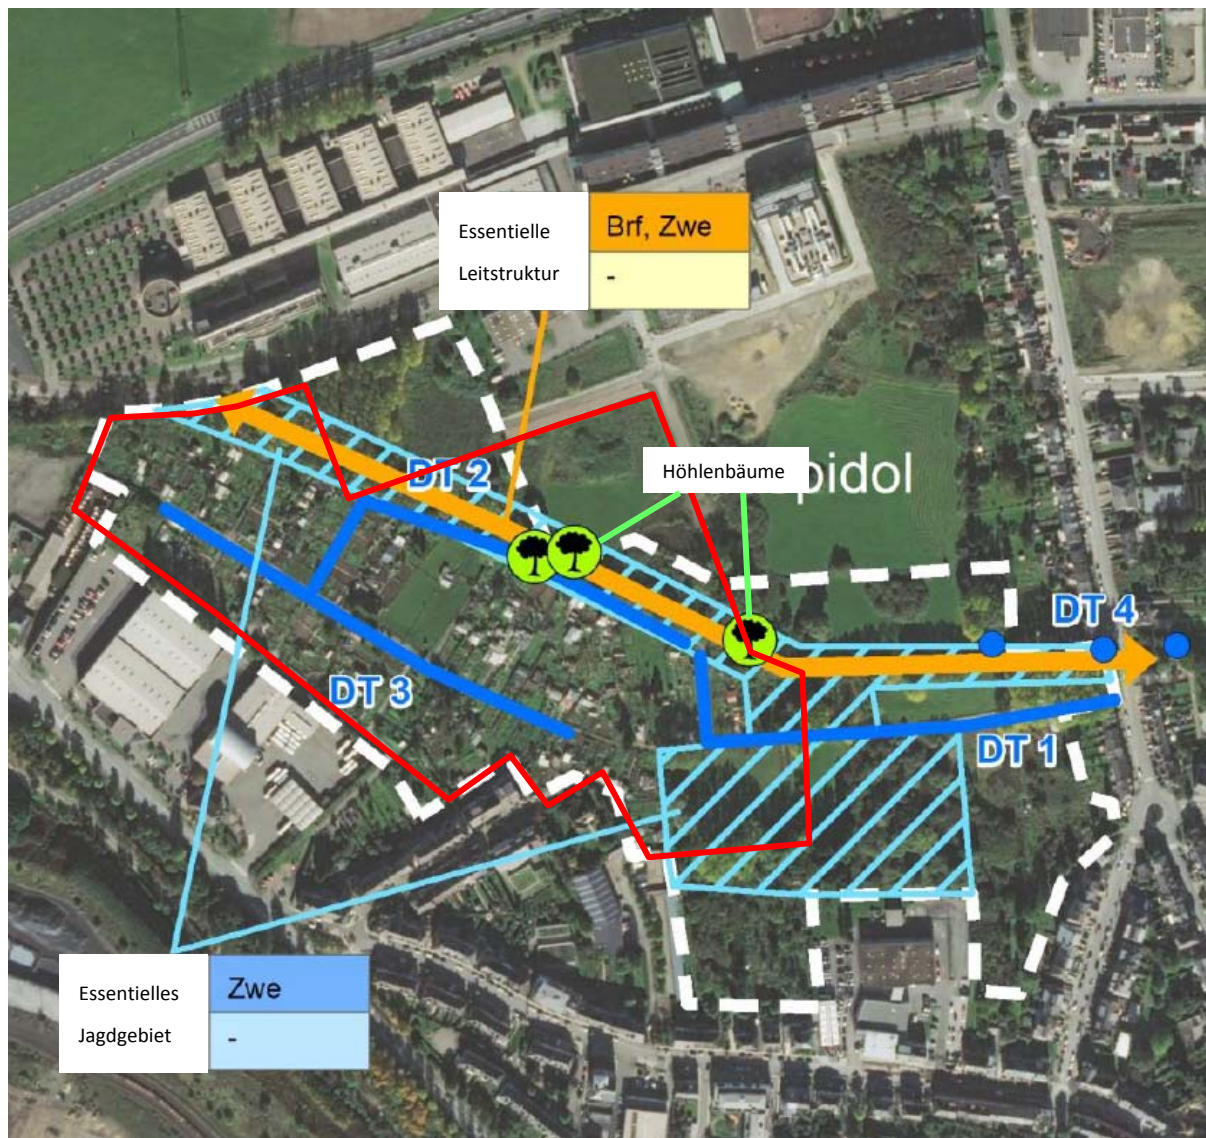 Essentielle
Leitstruktur
Brf, Zwe
-
DT 2
Höhlenbäume
pidol
DT 4
DT 3
DT 1
Essentielles
Jagdgebiet
Zwe
-